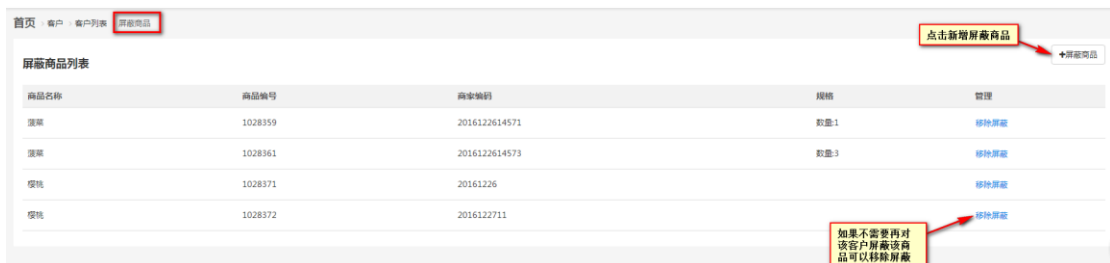 首页 › 客户 › 客户列表 屏蔽商品
点击新增屏蔽商品
+屏蔽商品
屏蔽商品列表
商品名称 商品编号 商家编码 规格 管理
菠菜 1028359 2016122614571 数量:1 移除屏蔽
菠菜 1028361 2016122614573 数量:3 移除屏蔽
樱桃 1028371 20161226 移除屏蔽
樱桃 1028372 2016122711 移除屏蔽
如果不需要再对
该客户屏蔽该商
品可以移除屏蔽